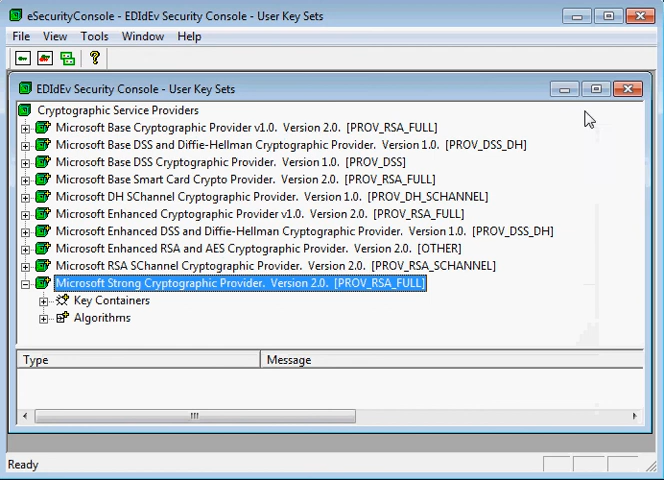 eSecurityConsole - EDIdEv Security Console - User Key Sets
File View Tools Window Help
EDIdEv Security Console - User Key Sets
Cryptographic Service Providers
Microsoft Base Cryptographic Provider v1.0. Version 2.0. [PROV_RSA_FULL]
Microsoft Base DSS and Diffie-Hellman Cryptographic Provider. Version 1.0. [PROV_DSS_DH]
Microsoft Base DSS Cryptographic Provider. Version 1.0. [PROV_DSS]
Microsoft Base Smart Card Crypto Provider. Version 2.0. [PROV_RSA_FULL]
Microsoft DH SChannel Cryptographic Provider. Version 1.0. [PROV_DH_SCHANNEL]
Microsoft Enhanced Cryptographic Provider v1.0. Version 2.0. [PROV_RSA_FULL]
Microsoft Enhanced DSS and Diffie-Hellman Cryptographic Provider. Version 1.0. [PROV_DSS_DH]
Microsoft Enhanced RSA and AES Cryptographic Provider. Version 2.0. [OTHER]
Microsoft RSA SChannel Cryptographic Provider. Version 2.0. [PROV_RSA_SCHANNEL]
Microsoft Strong Cryptographic Provider. Version 2.0. [PROV_RSA_FULL]
Key Containers
Algorithms
Type Message
Ready